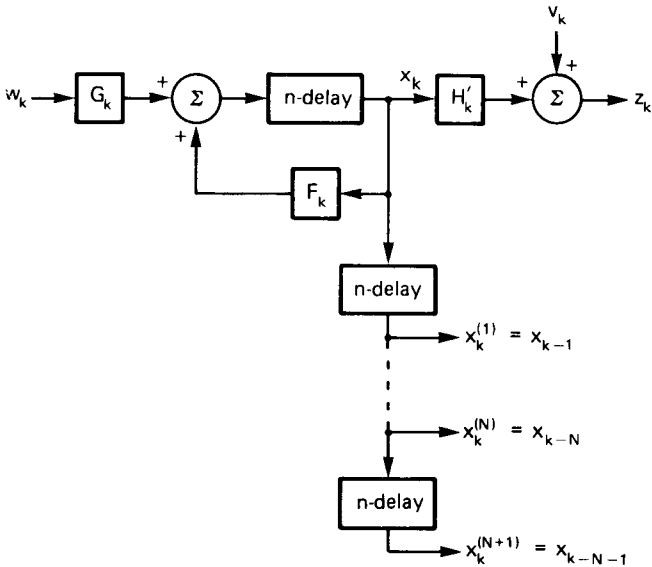 v_k
+
w_k
G_k
+
Σ
n-delay
x_k
H'_k
+
Σ
z_k
+
F_k
n-delay
x_k^(1) = x_{k-1}
x_k^(N) = x_{k-N}
n-delay
x_k^(N+1) = x_{k-N-1}